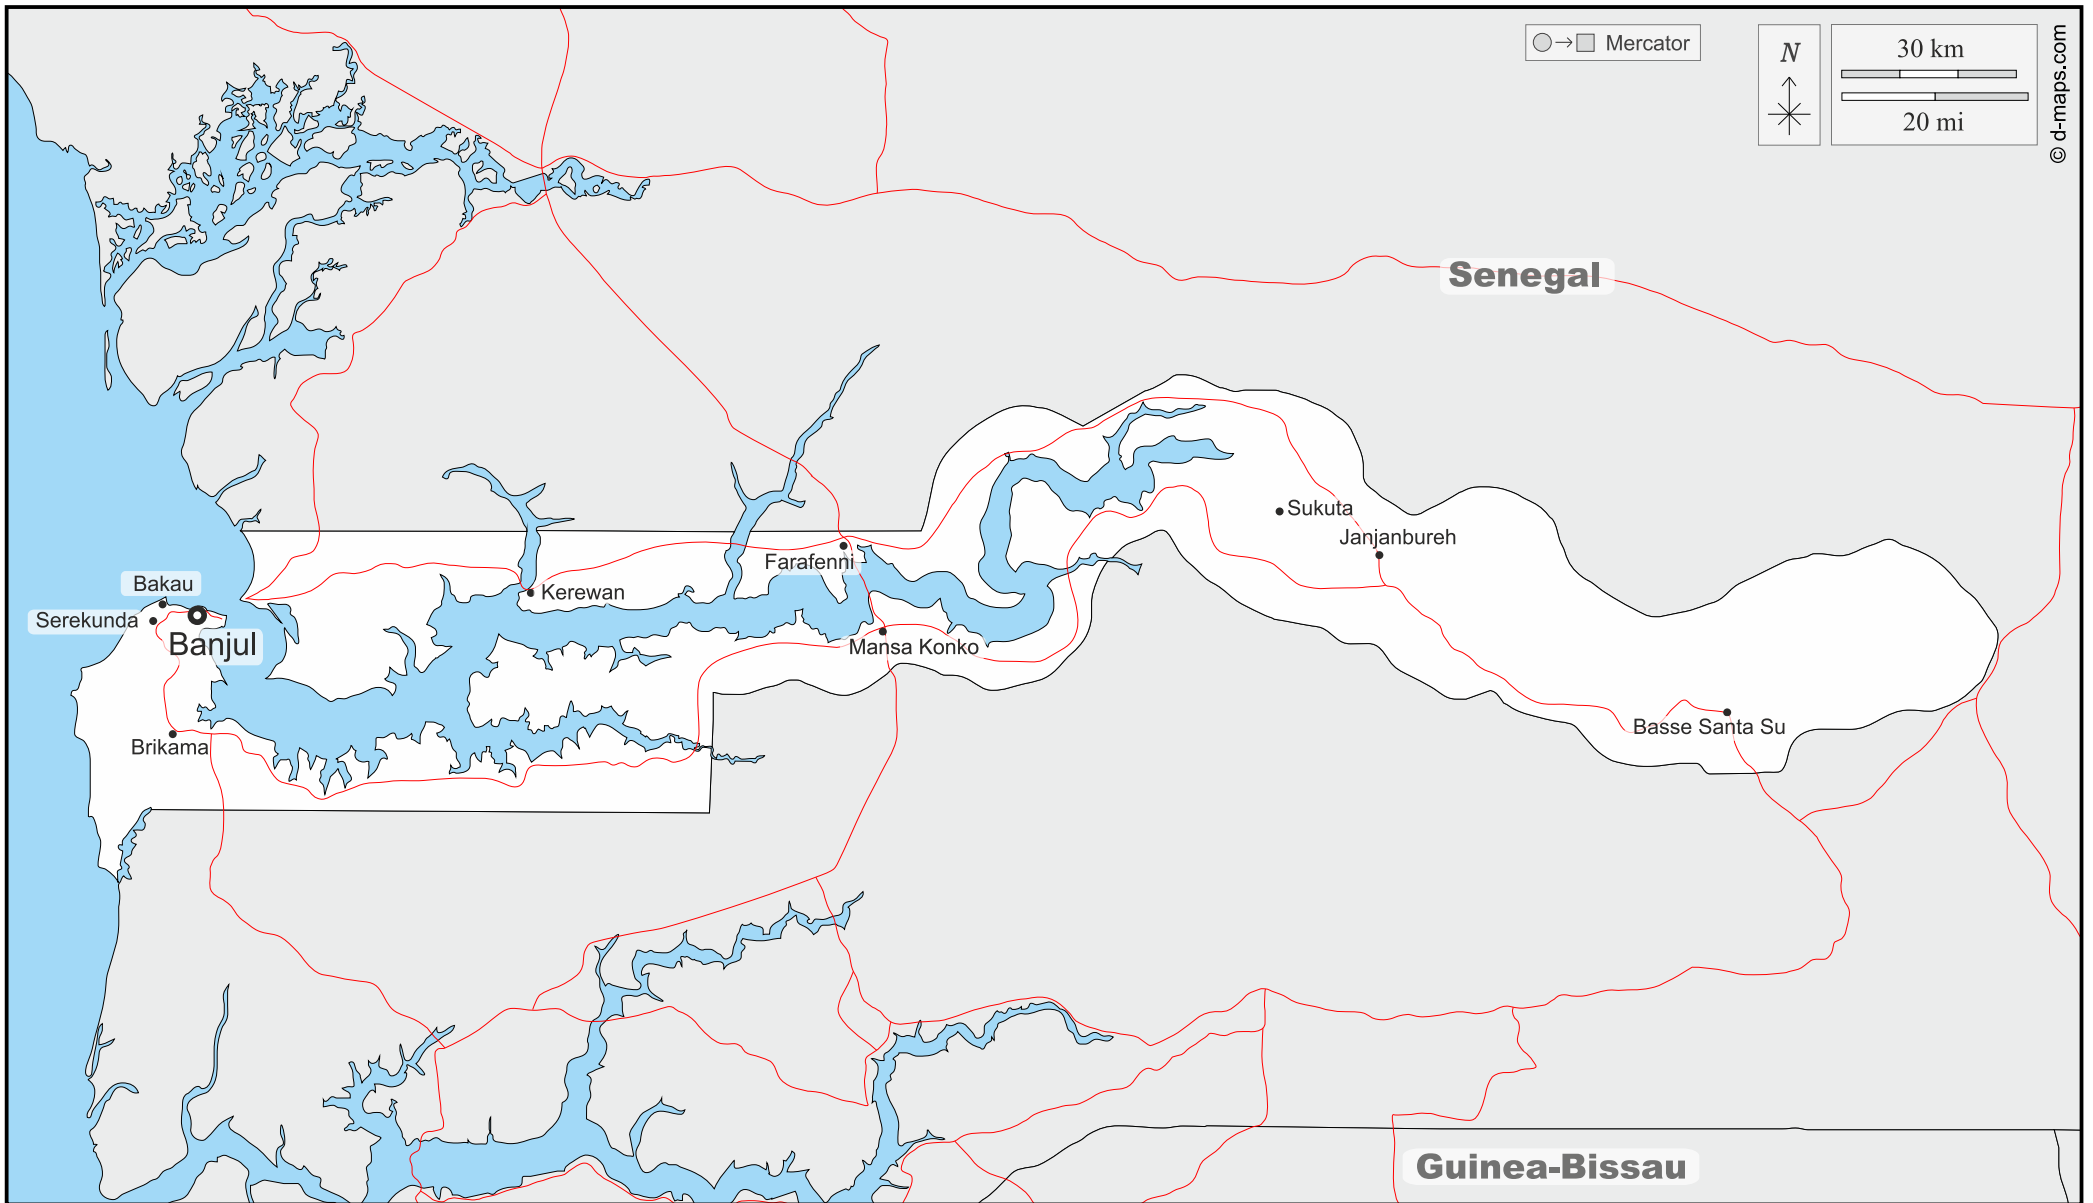 Mercator
N
30 km
20 mi
© d-maps.com
Senegal
Sukuta
Janjanbureh
Farafenni
Bakau
Kerewan
Serekunda
Banjul
Mansa Konko
Basse Santa Su
Brikama
Guinea-Bissau